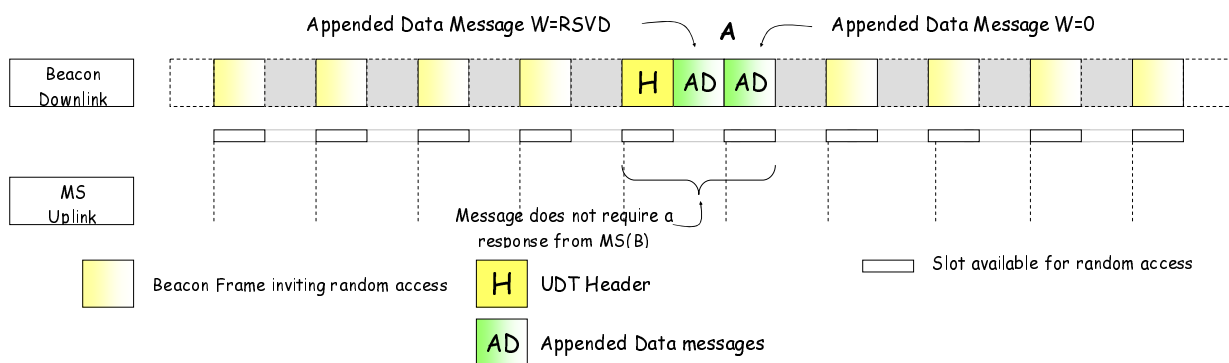 Appended Data Message W=RSVD
A
Appended Data Message W=0
Beacon
Downlink
H
AD
AD
MS
Uplink
Message does not require a
response from MS(B)
Beacon Frame inviting random access
H
UDT Header
Slot available for random access
AD
Appended Data messages